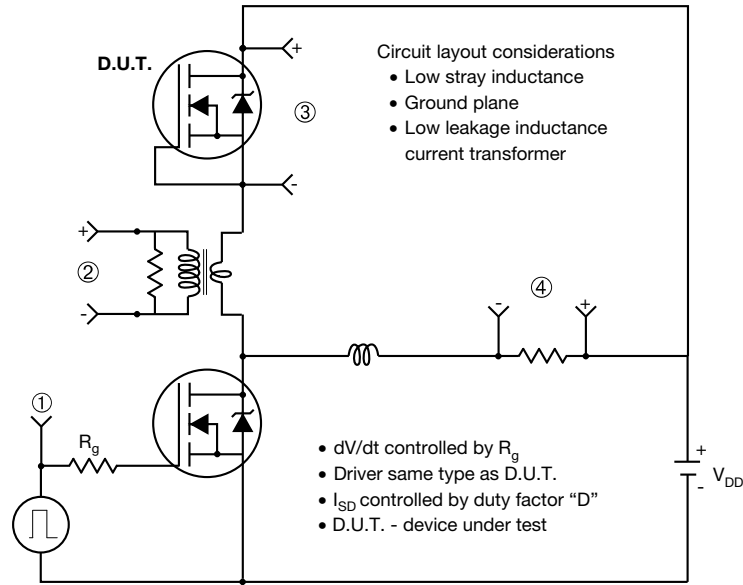 D.U.T.
+
Circuit layout considerations
• Low stray inductance
• Ground plane
• Low leakage inductance
current transformer
③
-
+
②
-
④
-
+
①
Rg
• dV/dt controlled by Rg
• Driver same type as D.U.T.
• ISD controlled by duty factor “D”
• D.U.T. - device under test
+
-
VDD